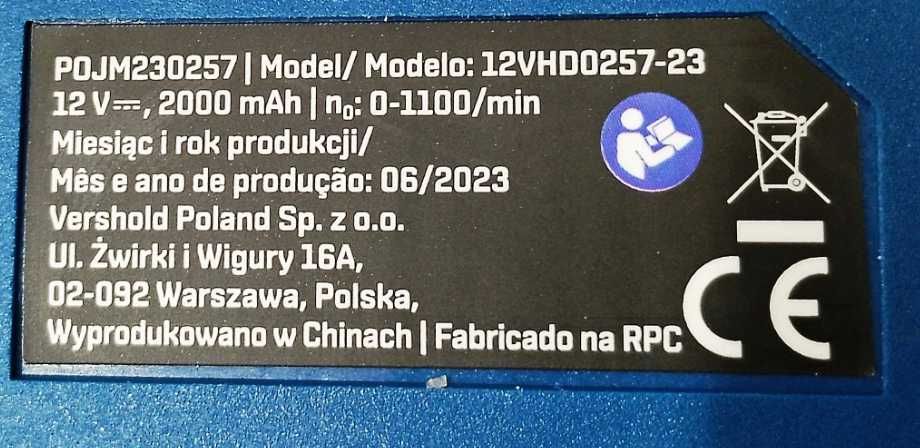 POJM230257 | Model/ Modelo: 12VHD0257-23
12 V⎓, 2000 mAh | n₀: 0-1100/min
Miesiąc i rok produkcji/
Mês e ano de produção: 06/2023
Vershold Poland Sp. z o.o.
Ul. Żwirki i Wigury 16A,
02-092 Warszawa, Polska,
Wyprodukowano w Chinach | Fabricado na RPC
CE